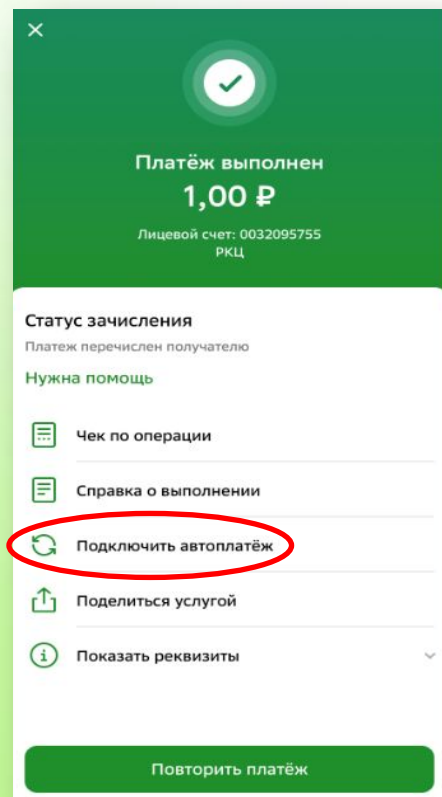 Платёж выполнен
1,00 ₽
Лицевой счет: 0032095755
РКЦ
Статус зачисления
Платеж перечислен получателю
Нужна помощь
Чек по операции
Справка о выполнении
Подключить автоплатёж
Поделиться услугой
Показать реквизиты
Повторить платёж